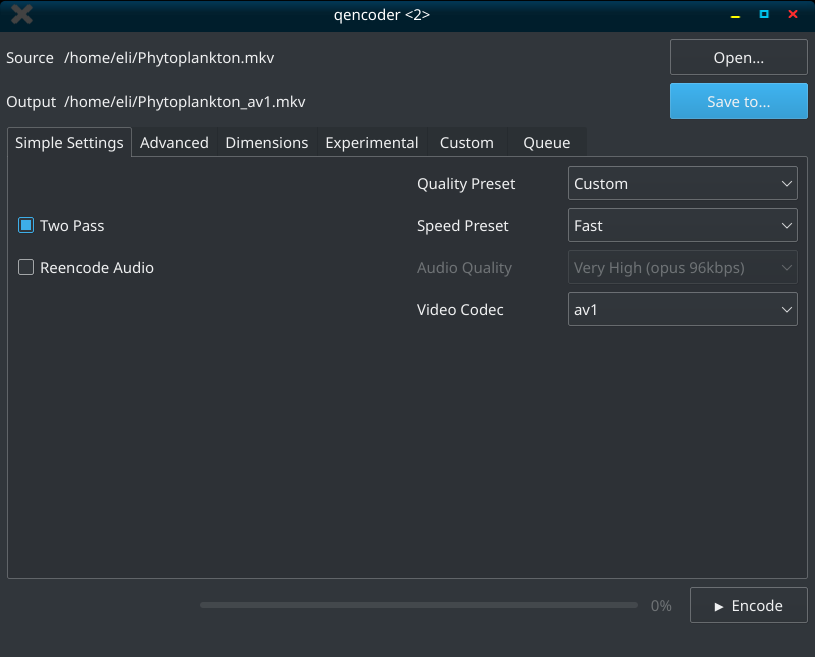 qencoder <2>
Source /home/eli/Phytoplankton.mkv Open...
Output /home/eli/Phytoplankton_av1.mkv Save to...
Simple Settings Advanced Dimensions Experimental Custom Queue
Quality Preset Custom
Two Pass Speed Preset Fast
Reencode Audio Audio Quality Very High (opus 96kbps)
Video Codec av1
0% ► Encode